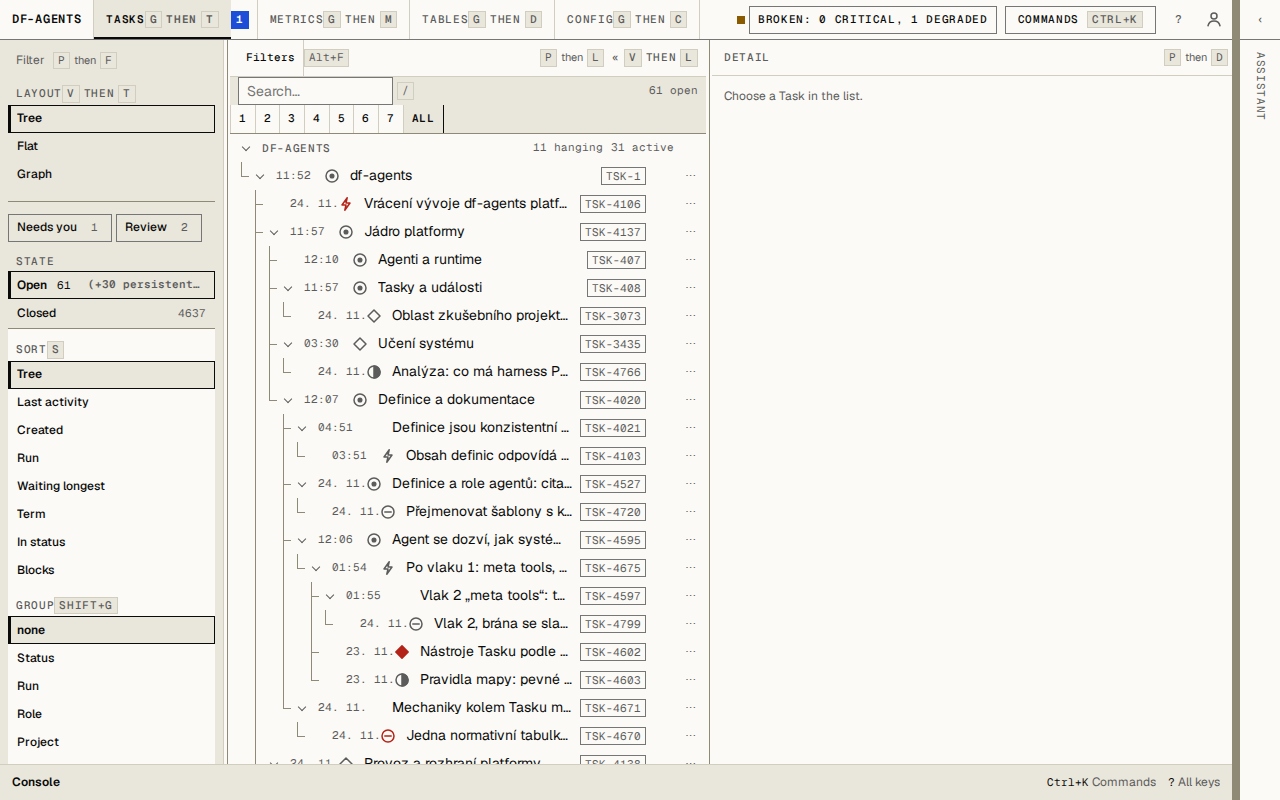 DF-AGENTS TASKS G THEN T 1 METRICS G THEN M TABLES G THEN D CONFIG G THEN C BROKEN: 0 CRITICAL, 1 DEGRADED COMMANDS CTRL+K ? ‹
Filter P then F
LAYOUT V THEN T
Tree
Flat
Graph
Needs you 1 Review 2
STATE
Open 61 (+30 persistent…
Closed 4637
SORT S
Tree
Last activity
Created
Run
Waiting longest
Term
In status
Blocks
GROUP SHIFT+G
none
Status
Run
Role
Project
Filters Alt+F P then L « V THEN L
Search… / 61 open
1 2 3 4 5 6 7 ALL
DF-AGENTS 11 hanging 31 active
11:52 df-agents TSK-1 …
24. 11. Vrácení vývoje df-agents platf… TSK-4106 …
11:57 Jádro platformy TSK-4137 …
12:10 Agenti a runtime TSK-407 …
11:57 Tasky a události TSK-408 …
24. 11. Oblast zkušebního projekt… TSK-3073 …
03:30 Učení systému TSK-3435 …
24. 11. Analýza: co má harness P… TSK-4766 …
12:07 Definice a dokumentace TSK-4020 …
04:51 Definice jsou konzistentní … TSK-4021 …
03:51 Obsah definic odpovídá … TSK-4103 …
24. 11. Definice a role agentů: cita… TSK-4527 …
24. 11. Přejmenovat šablony s k… TSK-4720 …
12:06 Agent se dozví, jak systé… TSK-4595 …
01:54 Po vlaku 1: meta tools, … TSK-4675 …
01:55 Vlak 2 „meta tools“: t… TSK-4597 …
24. 11. Vlak 2, brána se sla… TSK-4799 …
23. 11. Nástroje Tasku podle … TSK-4602 …
23. 11. Pravidla mapy: pevné … TSK-4603 …
24. 11. Mechaniky kolem Tasku m… TSK-4671 …
24. 11. Jedna normativní tabulk… TSK-4670 …
24. 11. Provoz a rozhraní platformy TSK-4138 …
DETAIL P then D
Choose a Task in the list.
ASSISTANT
Console Ctrl+K Commands ? All keys